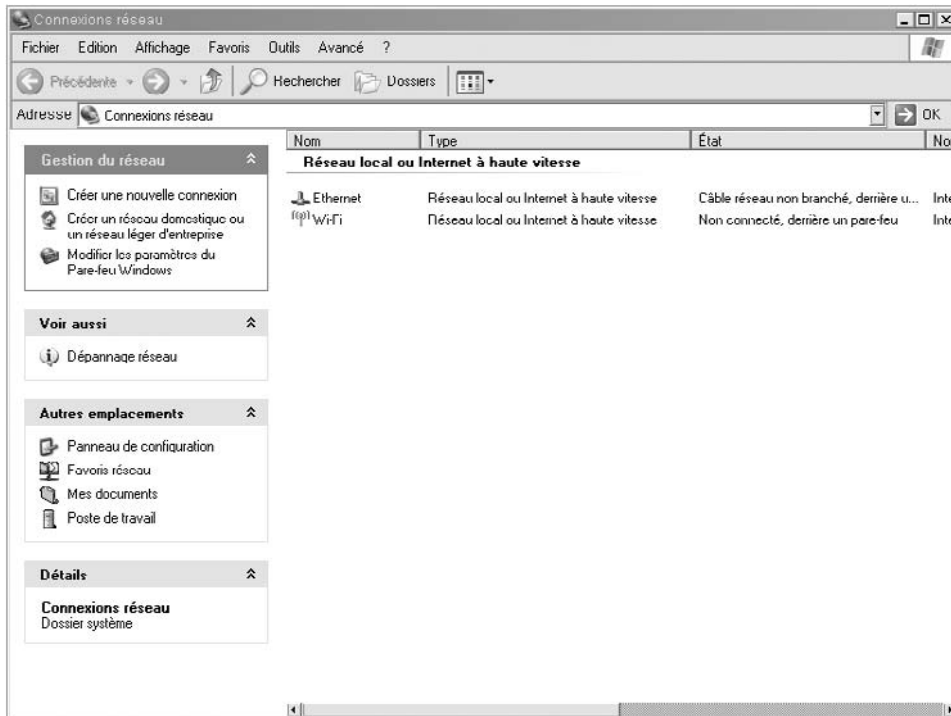 Connexions réseau
Fichier Edition Affichage Favoris Outils Avancé ?
Précédente Rechercher Dossiers
Adresse Connexions réseau OK
Gestion du réseau
Créer une nouvelle connexion
Créer un réseau domestique ou
un réseau léger d'entreprise
Modifier les paramètres du
Pare-feu Windows
Voir aussi
Dépannage réseau
Autres emplacements
Panneau de configuration
Favoris réseau
Mes documents
Poste de travail
Détails
Connexions réseau
Dossier système
Nom Type État No
Réseau local ou Internet à haute vitesse
Ethernet Réseau local ou Internet à haute vitesse Câble réseau non branché, derrière u... Inte
Wi-Fi Réseau local ou Internet à haute vitesse Non connecté, derrière un pare-feu Inte